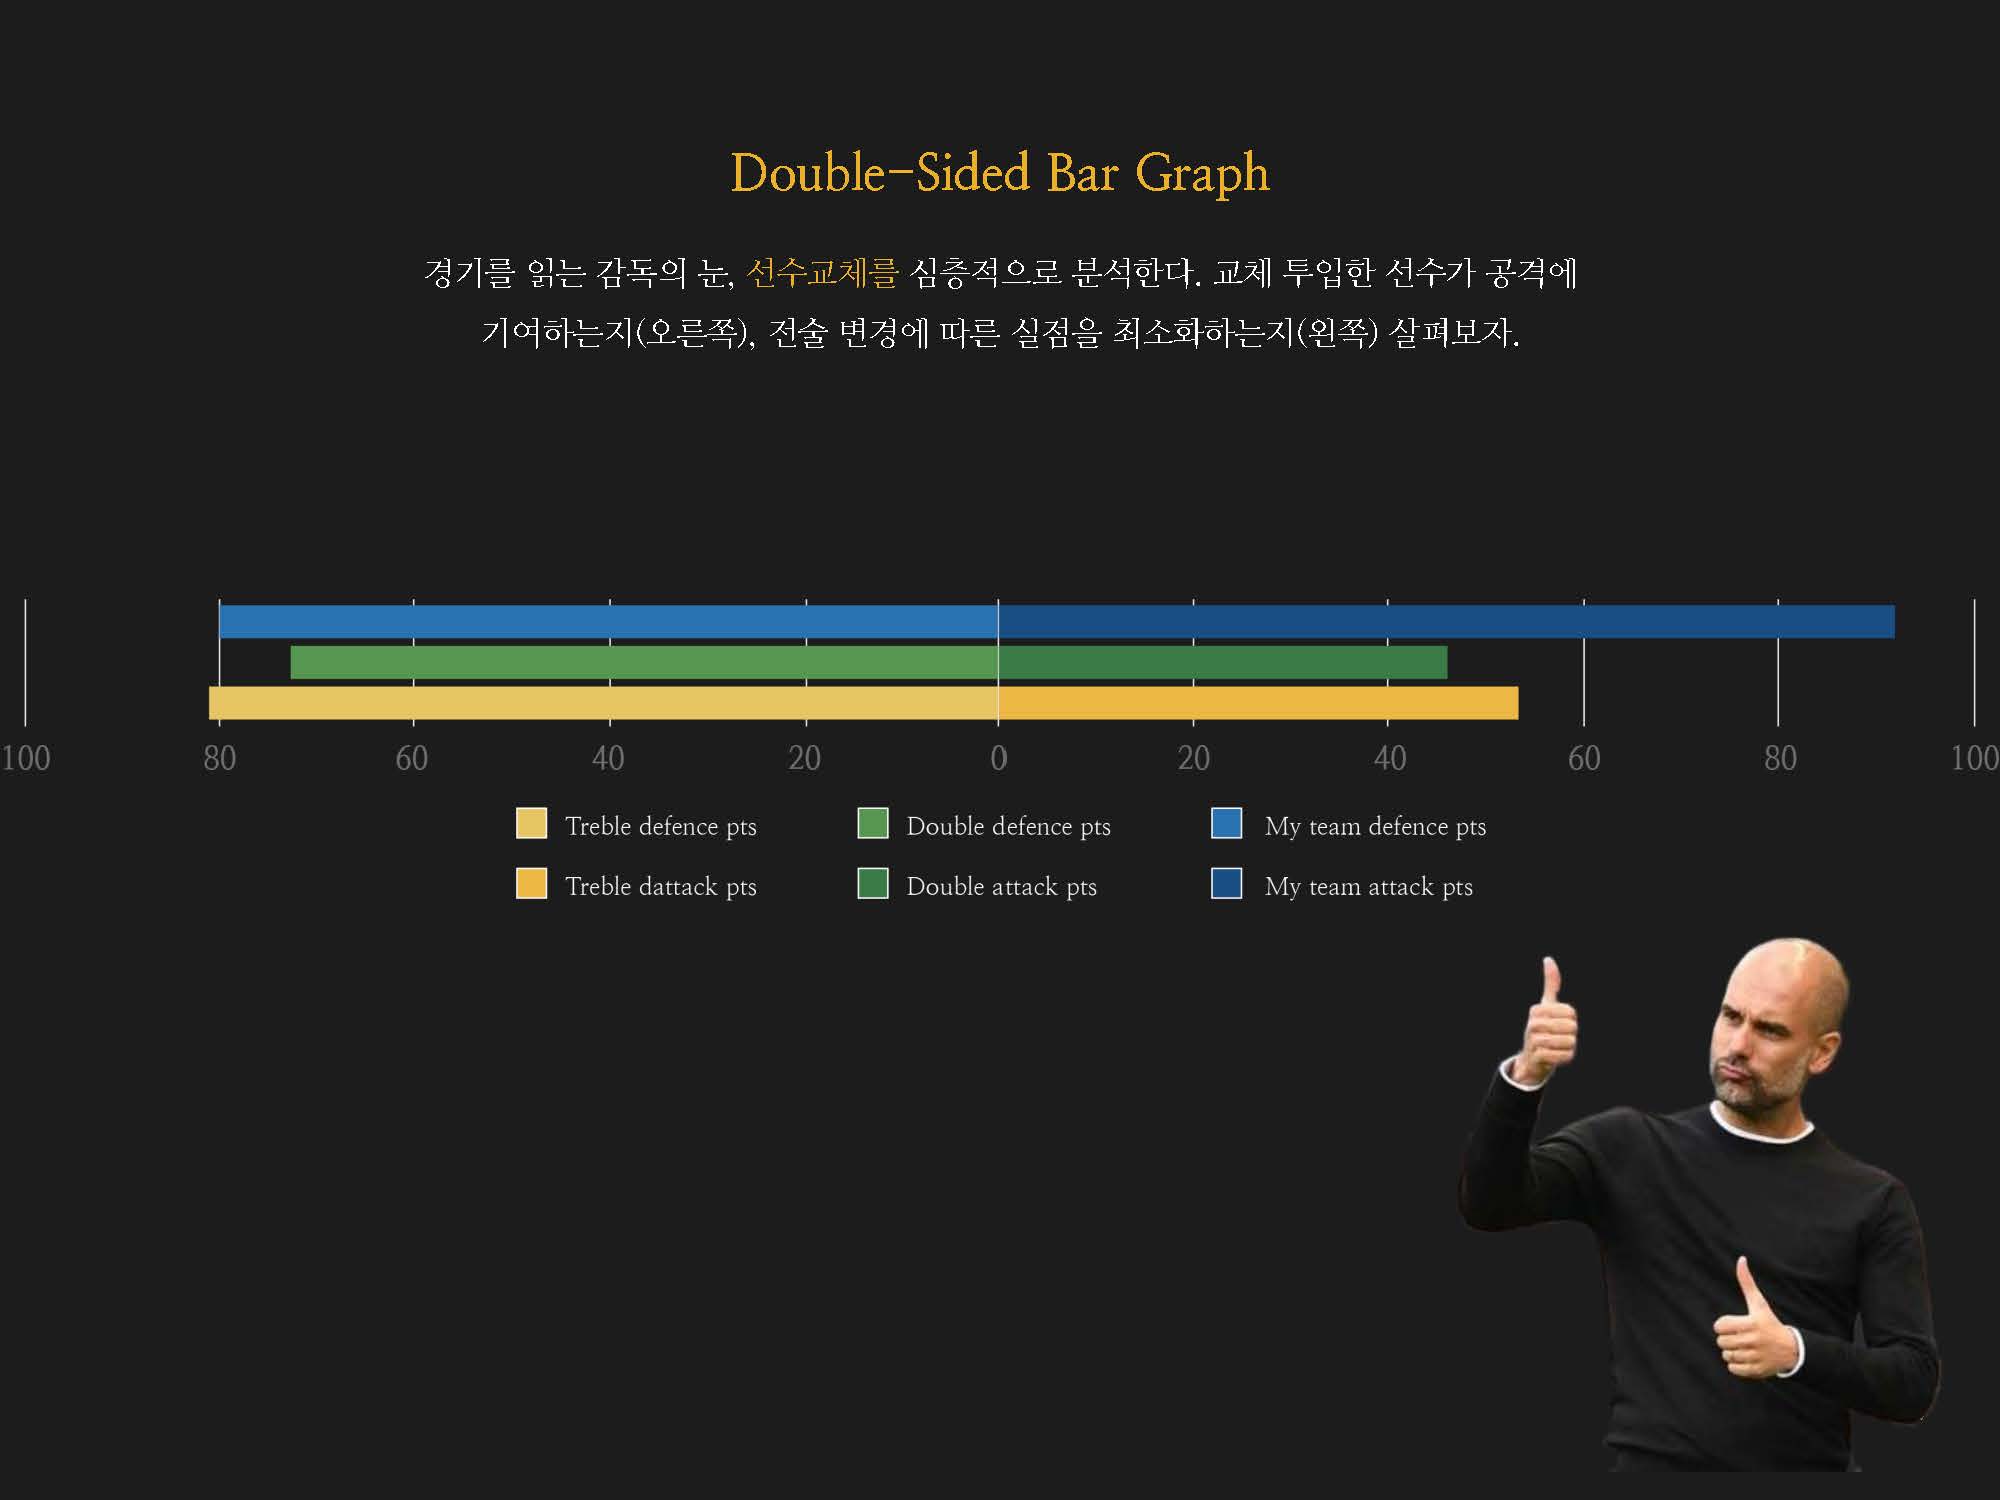 Double-Sided Bar Graph
경기를 읽는 감독의 눈, 선수교체를 심층적으로 분석한다. 교체 투입한 선수가 공격에
기여하는지(오른쪽), 전술 변경에 따른 실점을 최소화하는지(왼쪽) 살펴보자.
100 80 60 40 20 0 20 40 60 80 100
Treble defence pts Double defence pts My team defence pts
Treble dattack pts Double attack pts My team attack pts